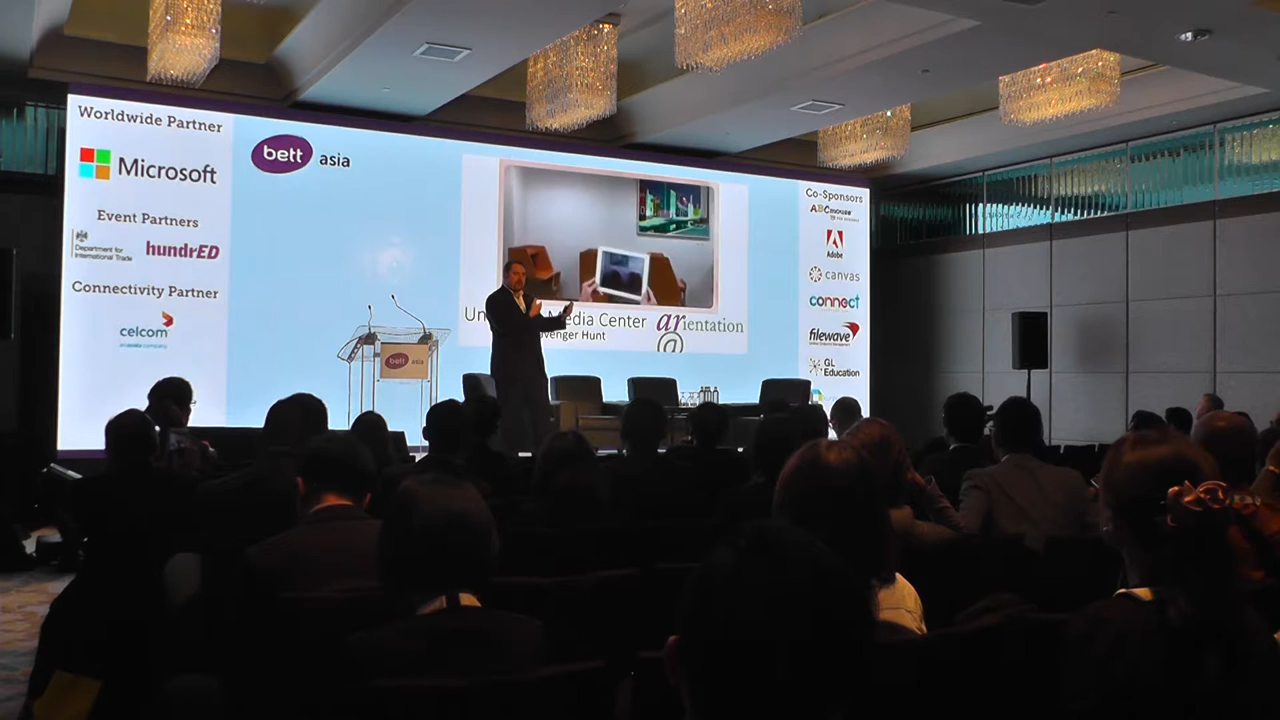 Worldwide Partner
Microsoft
Event Partners
Department for
International Trade
hundrED
Connectivity Partner
celcom
bett asia
Media Center
arientation
Hunt
bett asia
Co-Sponsors
ABCmouse
Adobe
canvas
connect
filewave
GL
Education